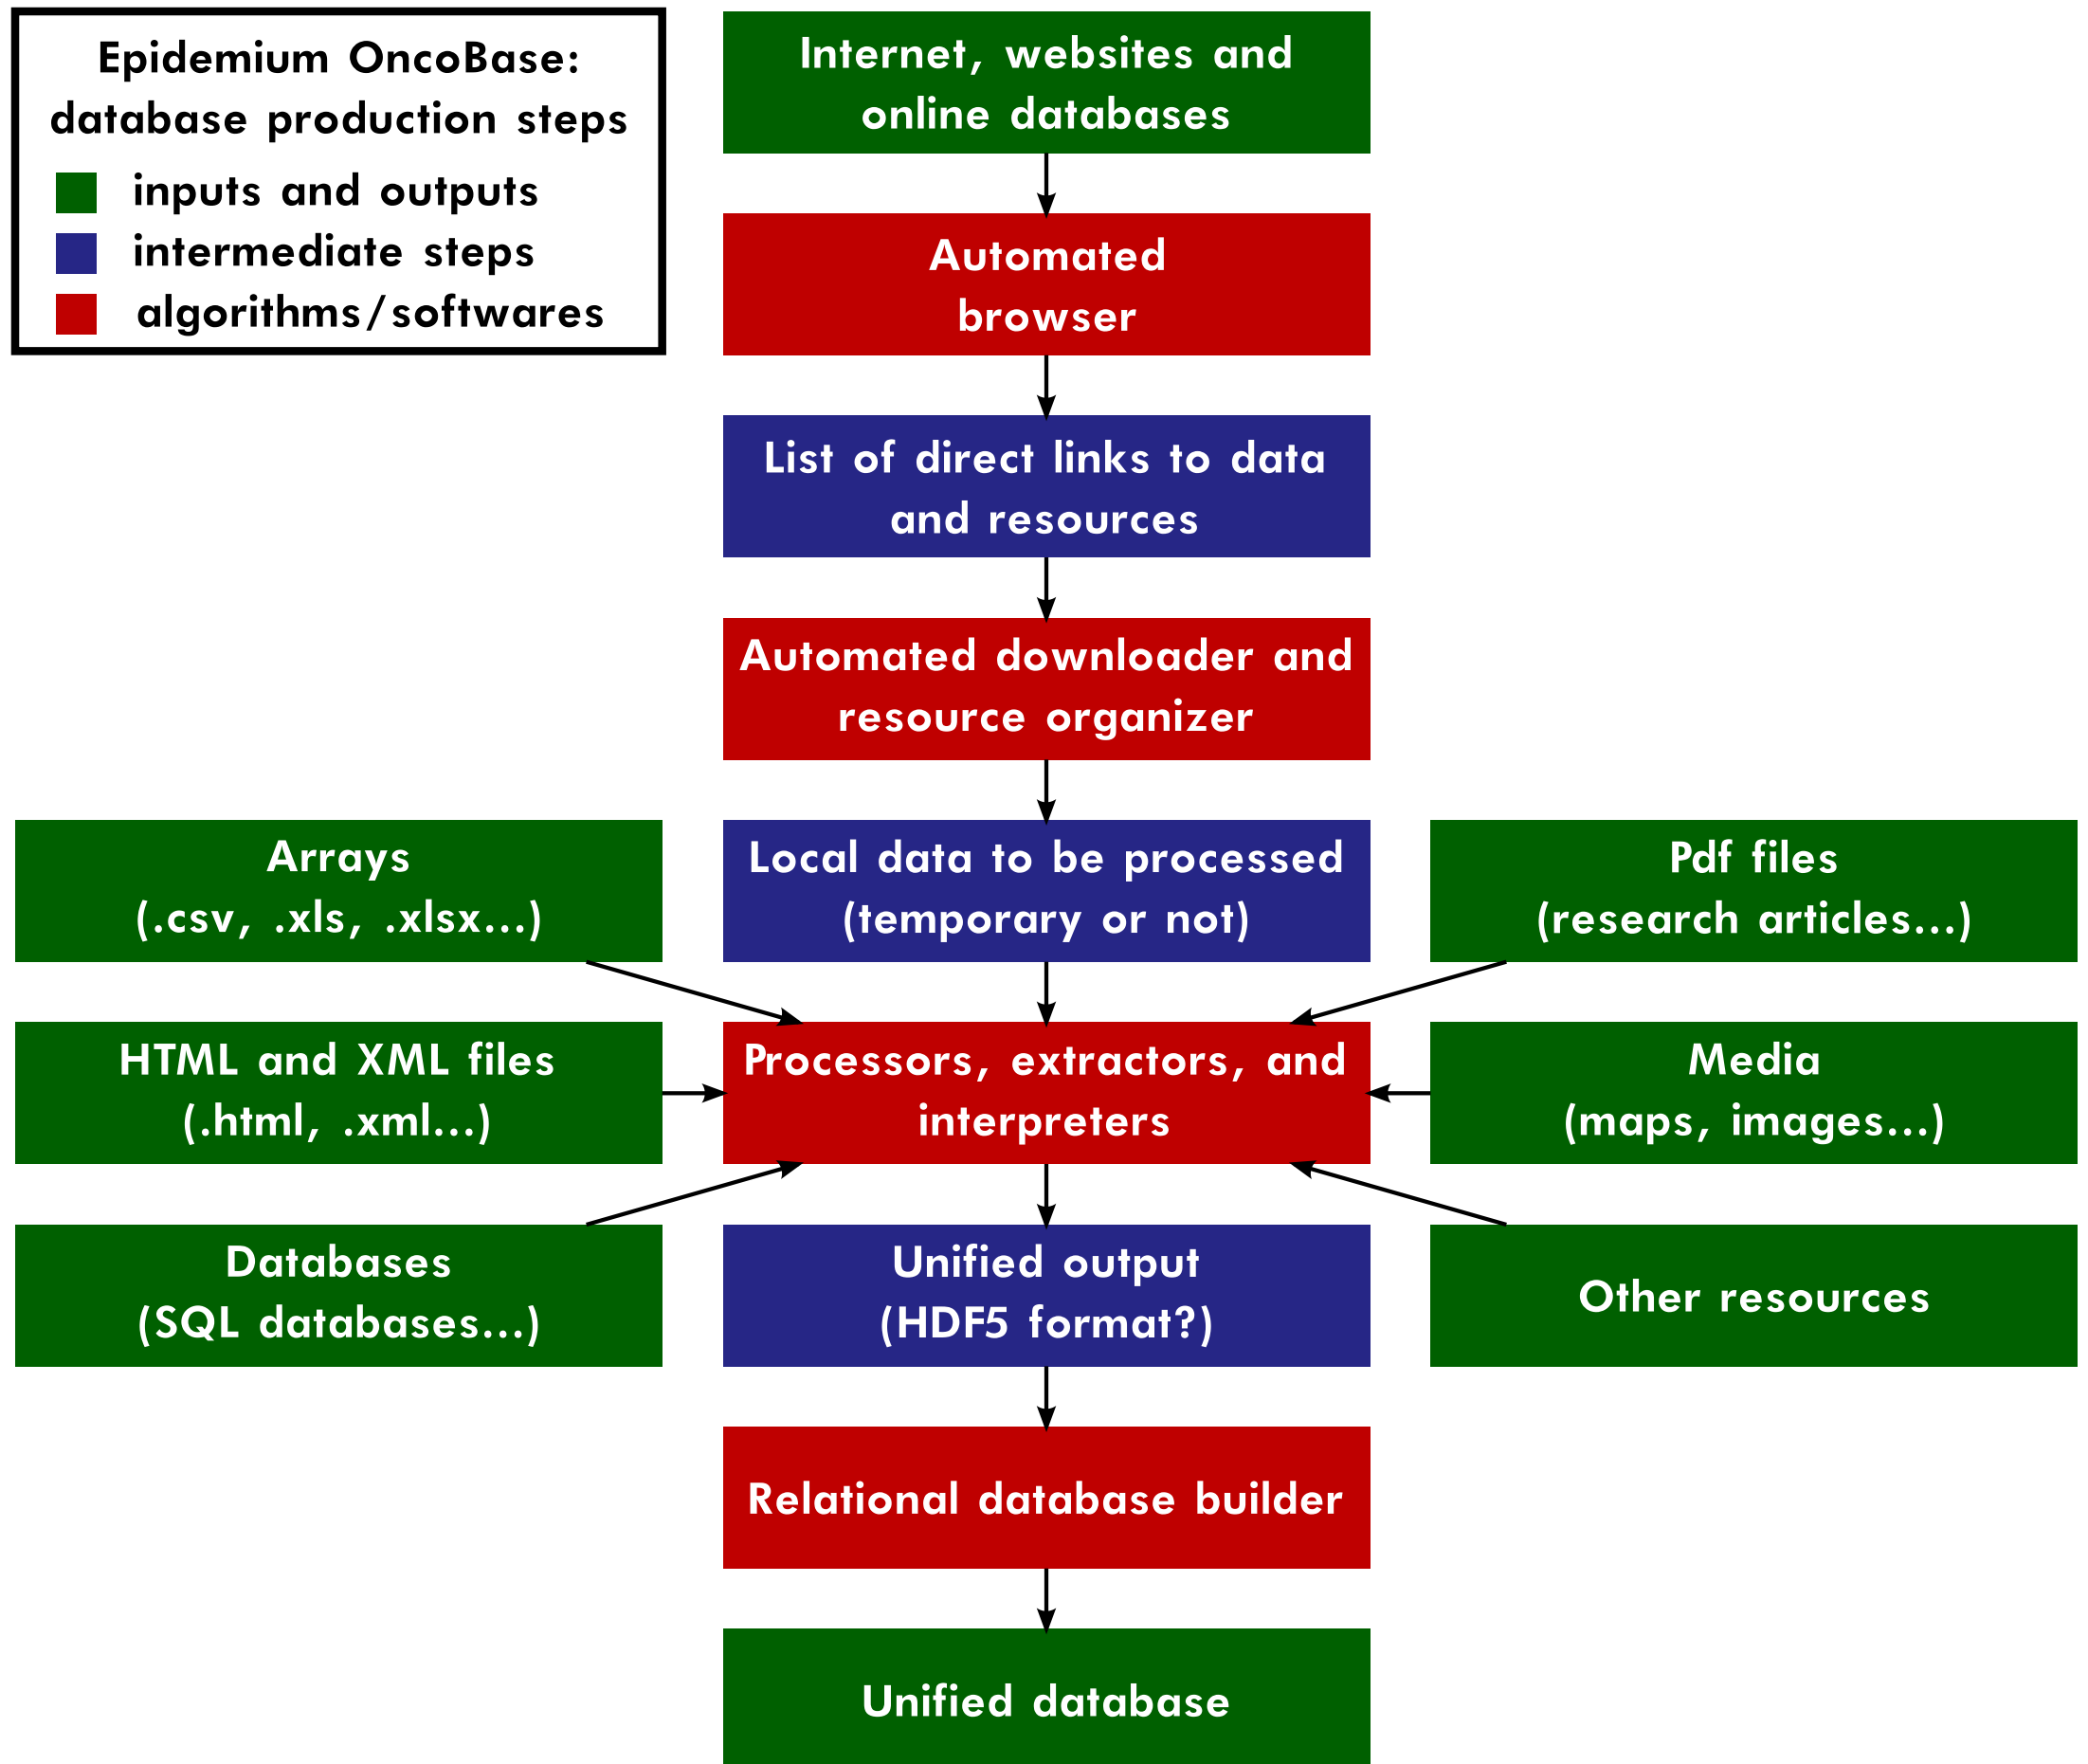 Epidemium OncoBase:
database production steps
inputs and outputs
intermediate steps
algorithms/softwares
Internet, websites and
online databases
Automated
browser
List of direct links to data
and resources
Automated downloader and
resource organizer
Arrays
(.csv, .xls, .xlsx...)
Local data to be processed
(temporary or not)
Pdf files
(research articles...)
HTML and XML files
(.html, .xml...)
Processors, extractors, and
interpreters
Media
(maps, images...)
Databases
(SQL databases...)
Unified output
(HDF5 format?)
Other resources
Relational database builder
Unified database